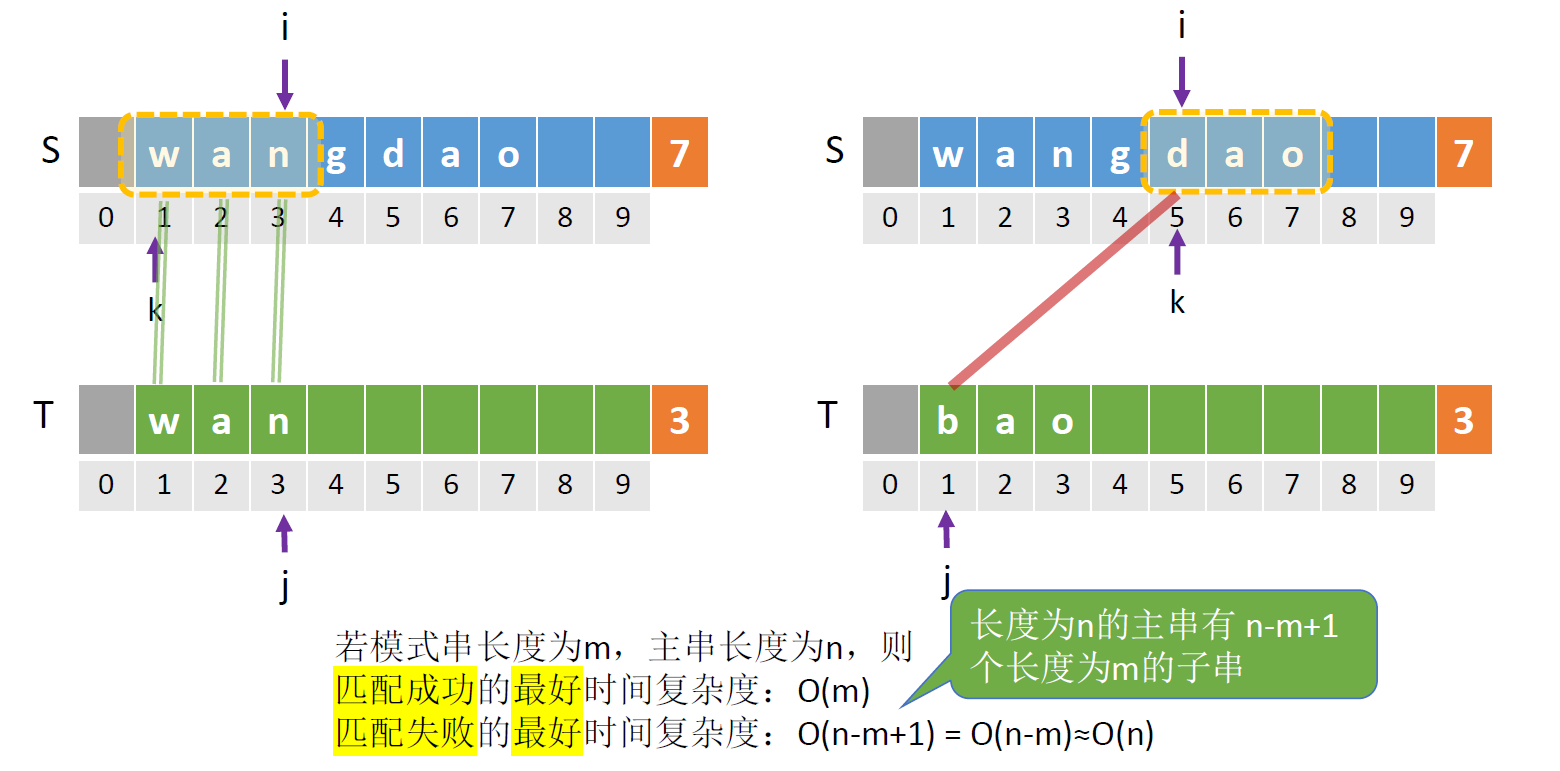 i
S w a n g d a o 7
0 1 2 3 4 5 6 7 8 9
k
T w a n 3
0 1 2 3 4 5 6 7 8 9
j
i
S w a n g d a o 7
0 1 2 3 4 5 6 7 8 9
k
T b a o 3
0 1 2 3 4 5 6 7 8 9
j
长度为n的主串有 n-m+1
个长度为m的子串
若模式串长度为m，主串长度为n，则
匹配成功的最好时间复杂度：O(m)
匹配失败的最好时间复杂度：O(n-m+1) = O(n-m)≈O(n)